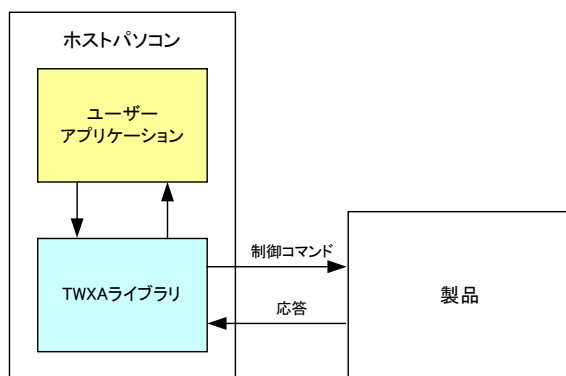 ホストパソコン
ユーザー
アプリケーション
TWXAライブラリ
制御コマンド
応答
製品